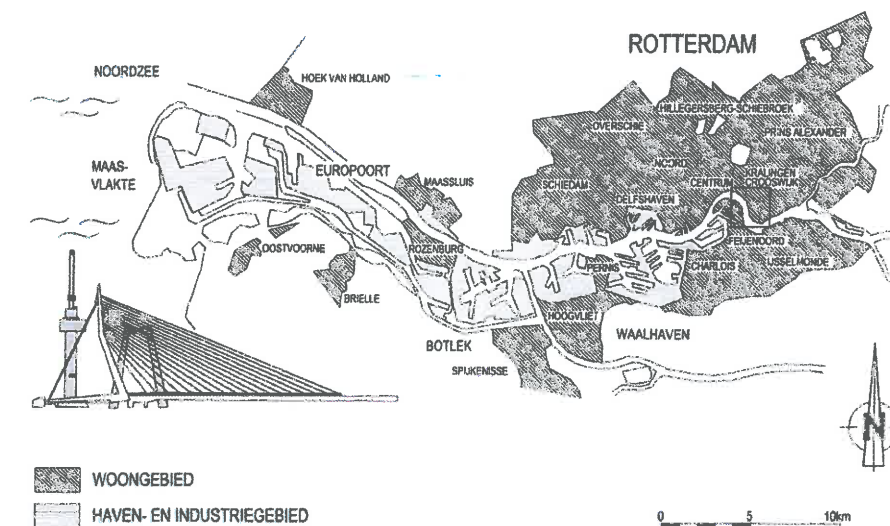 ROTTERDAM
NOORDZEE
HOEK VAN HOLLAND
HILLEGERSBERG-SCHIEBROEK
OVERSCHIE
PRINS ALEXANDER
MAAS-
VLAKTE
EUROPOORT
NOORD
MAASSLUIS
SCHIEDAM
CENTRUM
KRALINGEN
CROOSWIJK
DELFSHAVEN
OOSTVOORNE
ROZENBURG
FEIJENOORD
PERNIS
CHARLOIS
IJSSELMONDE
BRIELLE
HOOGVLIET
WAALHAVEN
BOTLEK
SPIJKENISSE
N
WOONGEBIED
HAVEN- EN INDUSTRIEGEBIED
0 5 10km